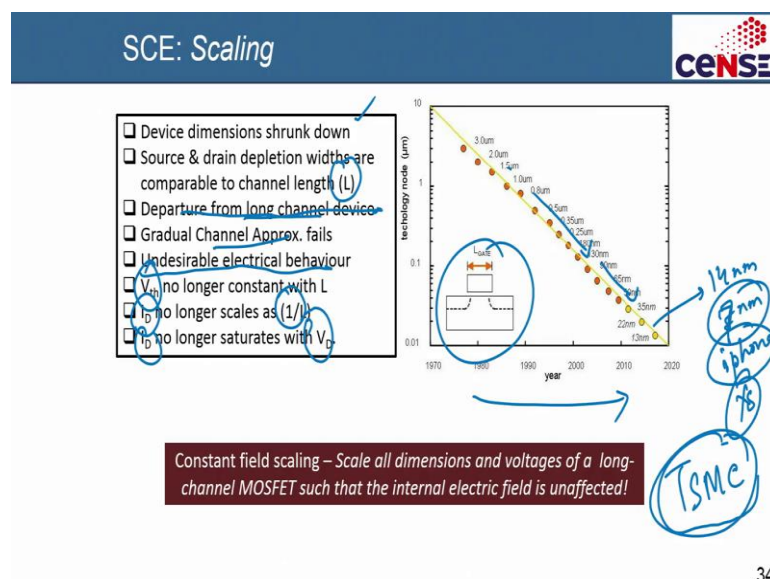 SCE: Scaling
CeNSE
❑ Device dimensions shrunk down
❑ Source & drain depletion widths are
comparable to channel length (L)
❑ Departure from long channel device
❑ Gradual Channel Approx. fails
❑ Undesirable electrical behaviour
❑ Vth no longer constant with L
❑ ID no longer scales as (1/L)
❑ ID no longer saturates with VD.
10
1
0.1
0.01
techology node (µm)
3.0um
2.0um
1.5um
1.0um
0.8um
0.5um
0.35um
0.25um
180nm
130nm
90nm
65nm
35nm
22nm
13nm
LGATE
1970 1980 1990 1995 2000 2005 2010 2020
year
14nm
7nm
iphone
TSMC
Constant field scaling – Scale all dimensions and voltages of a long-
channel MOSFET such that the internal electric field is unaffected!
34